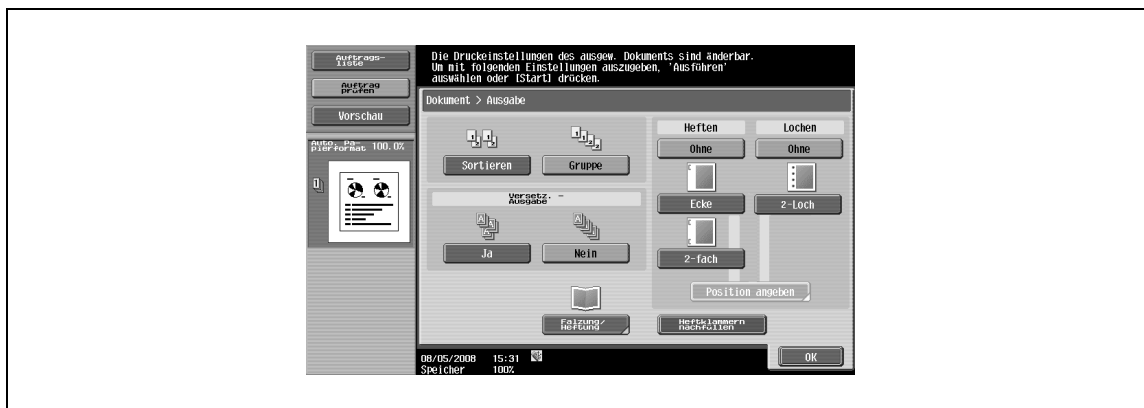 Auftrags-
liste
Auftrag
prüfen
Vorschau
Auto. Pa-
pierformat 100.0%
1
Die Druckeinstellungen des ausgew. Dokuments sind änderbar.
Um mit folgenden Einstellungen auszugeben, 'Ausführen'
auswählen oder [Start] drücken.
Dokument > Ausgabe
Sortieren
Gruppe
Versetz. -
Ausgabe
Ja
Nein
Falzung/
Heftung
Heften
Lochen
Ohne
Ohne
Ecke
2-Loch
2-fach
Position angeben
Heftklammern
nachfüllen
OK
08/05/2008 15:31
Speicher 100%